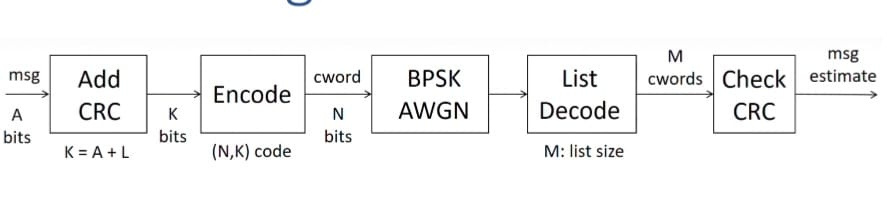 msg
A
bits
Add
CRC
K = A + L
K
bits
Encode
(N,K) code
cword
N
bits
BPSK
AWGN
List
Decode
M: list size
M
cwords
Check
CRC
msg
estimate